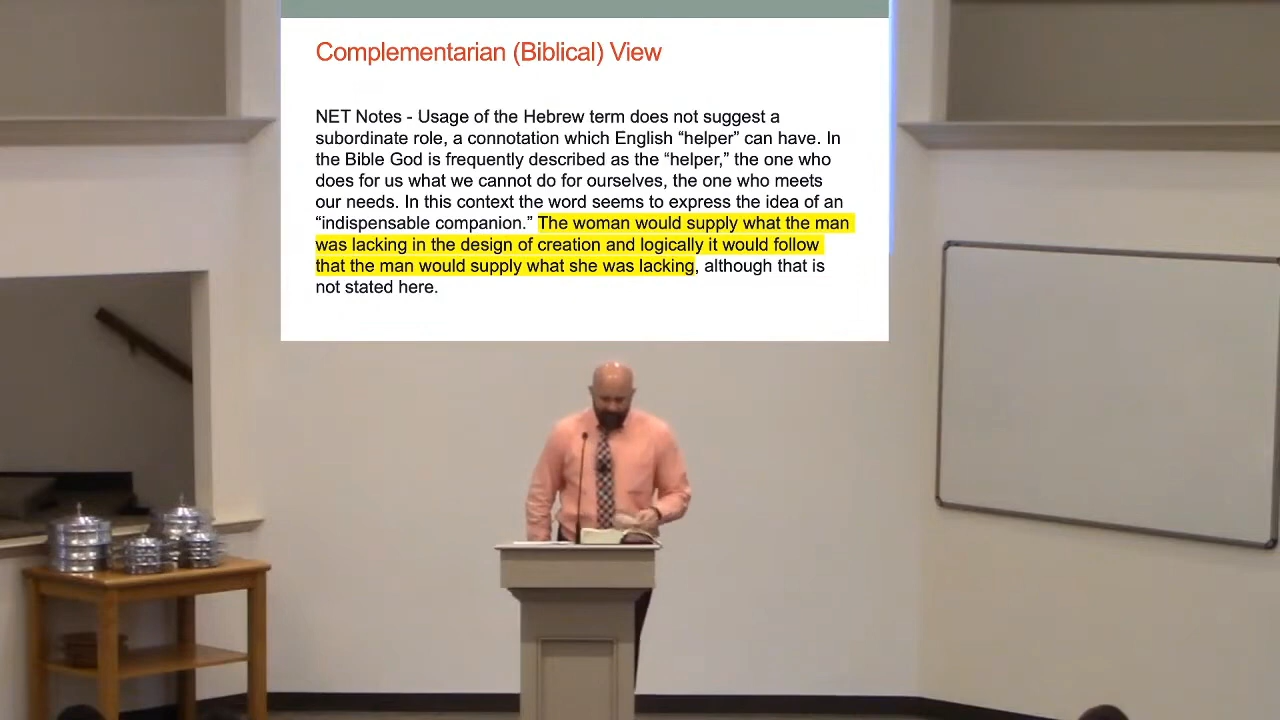 Complementarian (Biblical) View
NET Notes - Usage of the Hebrew term does not suggest a
subordinate role, a connotation which English “helper” can have. In
the Bible God is frequently described as the “helper,” the one who
does for us what we cannot do for ourselves, the one who meets
our needs. In this context the word seems to express the idea of an
“indispensable companion.” The woman would supply what the man
was lacking in the design of creation and logically it would follow
that the man would supply what she was lacking, although that is
not stated here.